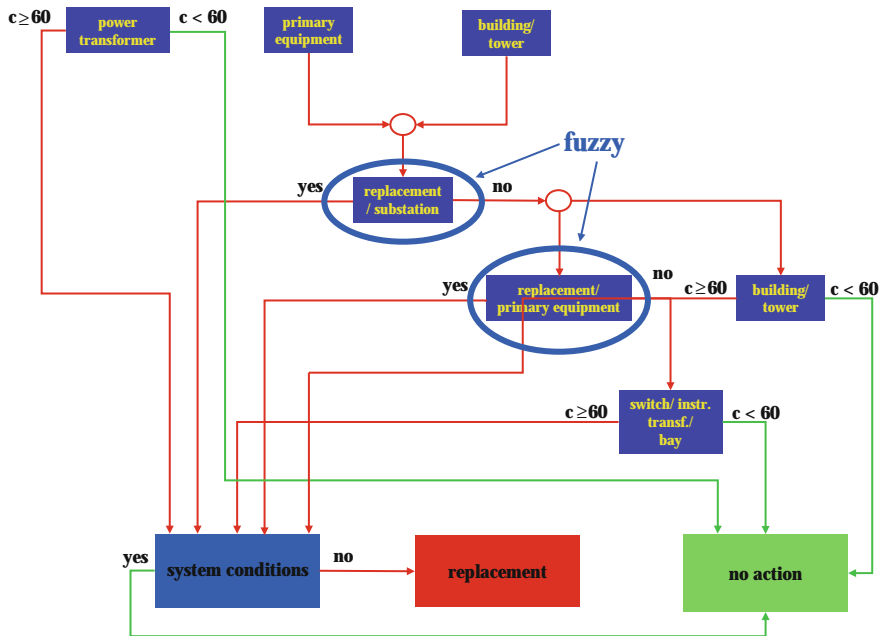 c ≥ 60
power
transformer
c < 60
primary
equipment
building/
tower
fuzzy
yes
replacement
/ substation
no
yes
replacement/
primary equipment
no
c ≥ 60
building/
tower
c < 60
c ≥ 60
switch/ instr.
transf./
bay
c < 60
yes
system conditions
no
replacement
no action